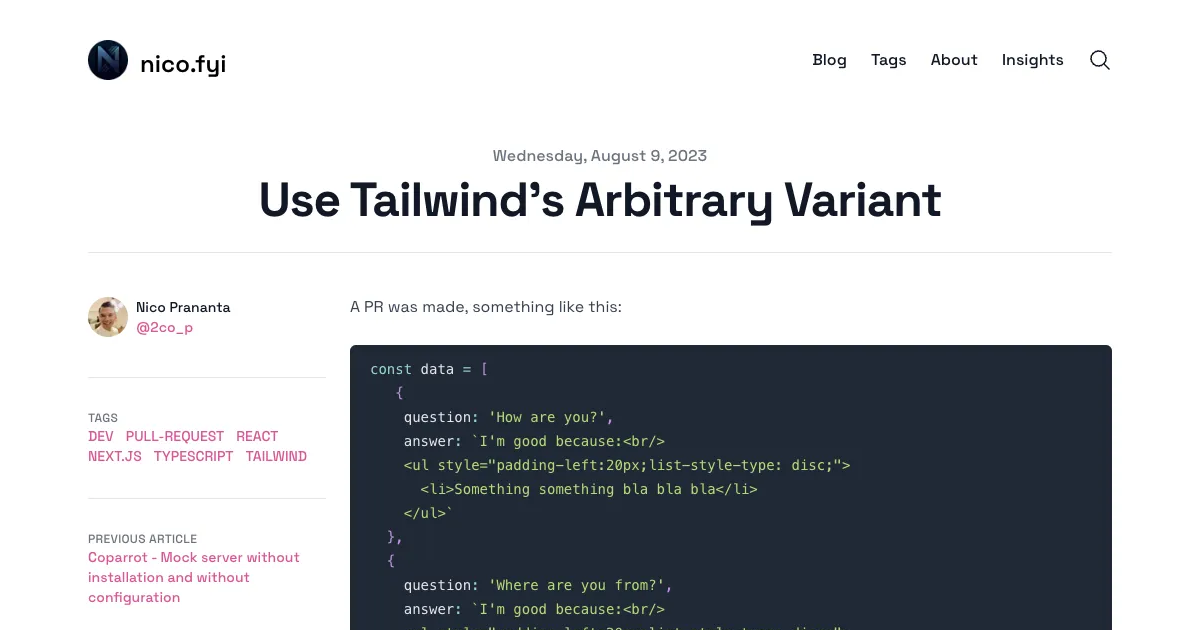 nico.fyi
Blog Tags About Insights
Wednesday, August 9, 2023
Use Tailwind's Arbitrary Variant
Nico Prananta
@2co_p
TAGS
DEV PULL-REQUEST REACT
NEXT.JS TYPESCRIPT TAILWIND
PREVIOUS ARTICLE
Coparrot - Mock server without
installation and without
configuration
A PR was made, something like this:
const data = [
{
question: 'How are you?',
answer: `I'm good because:<br/>
<ul style="padding-left:20px;list-style-type: disc;">
<li>Something something bla bla bla</li>
</ul>`
},
{
question: 'Where are you from?',
answer: `I'm good because:<br/>